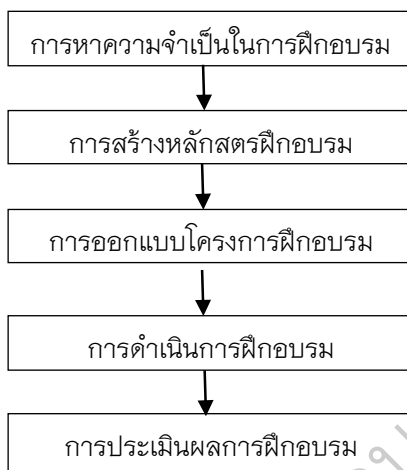 การหาความจำเป็นในการฝึกอบรม
การสร้างหลักสูตรฝึกอบรม
การออกแบบโครงการฝึกอบรม
การดำเนินการฝึกอบรม
การประเมินผลการฝึกอบรม